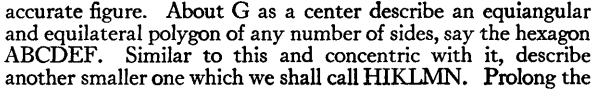 accurate figure. About G as a center describe an equiangular
and equilateral polygon of any number of sides, say the hexagon
ABCDEF. Similar to this and concentric with it, describe
another smaller one which we shall call HIKLMN. Prolong the